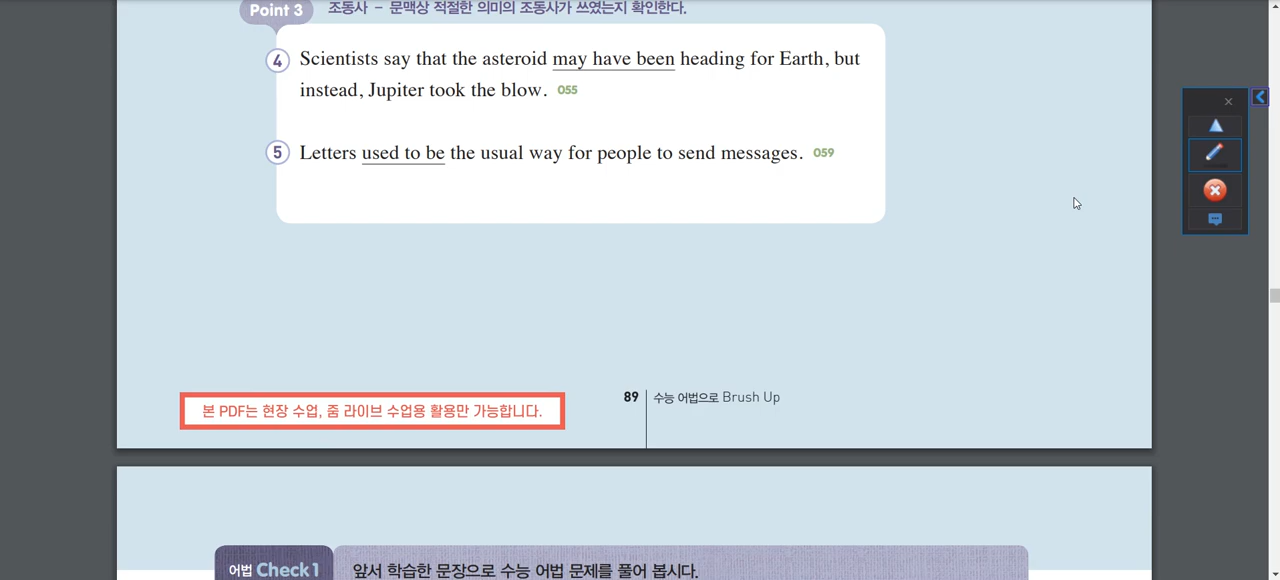 Point 3 조동사 – 문맥상 적절한 의미의 조동사가 쓰였는지 확인한다.
④ Scientists say that the asteroid may have been heading for Earth, but
instead, Jupiter took the blow. 055
⑤ Letters used to be the usual way for people to send messages. 059
본 PDF는 현장 수업, 줌 라이브 수업용 활용만 가능합니다.
89 수능 어법으로 Brush Up
어법 Check 1 앞서 학습한 문장으로 수능 어법 문제를 풀어 봅시다.